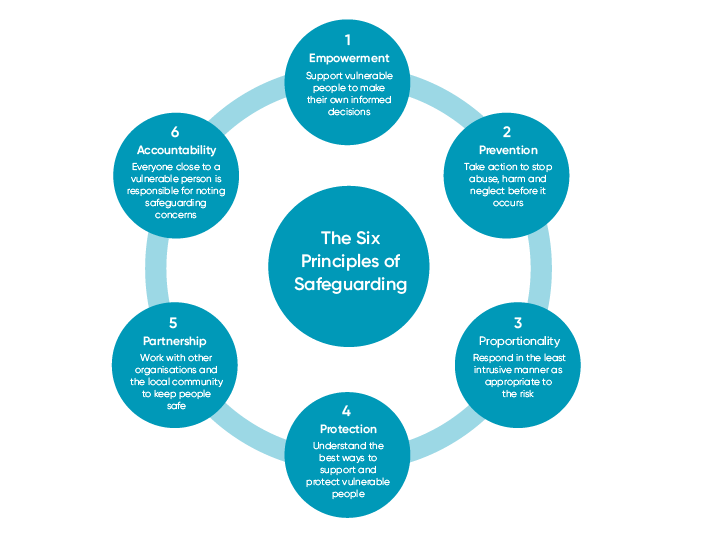 The Six
Principles of
Safeguarding
1
Empowerment
Support vulnerable
people to make
their own informed
decisions
2
Prevention
Take action to stop
abuse, harm and
neglect before it
occurs
3
Proportionality
Respond in the least
intrusive manner as
appropriate to
the risk
4
Protection
Understand the
best ways to
support and
protect vulnerable
people
5
Partnership
Work with other
organisations and
the local community
to keep people
safe
6
Accountability
Everyone close to a
vulnerable person is
responsible for noting
safeguarding
concerns